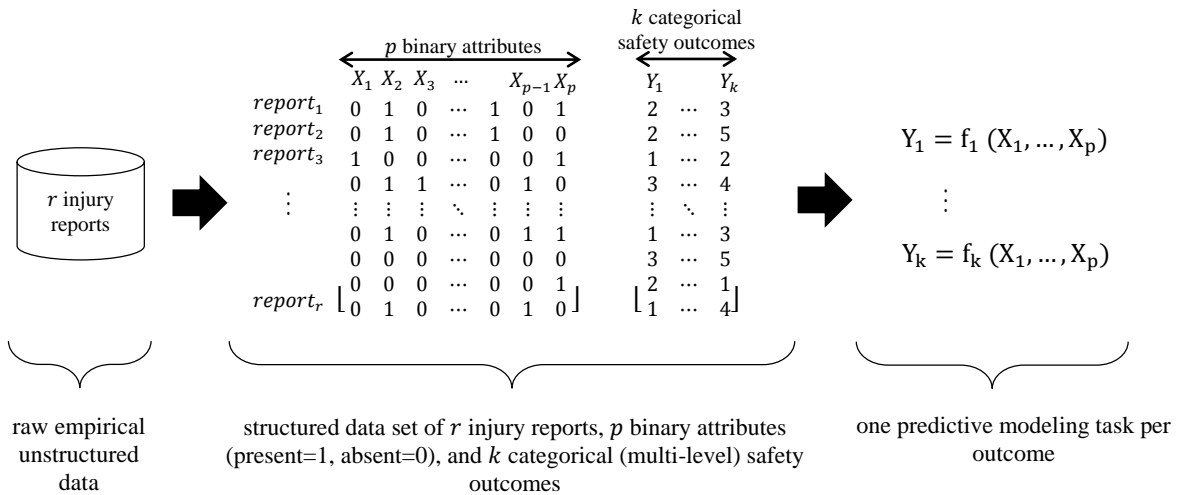 k categorical
safety outcomes
p binary attributes
X₁ X₂ X₃ ⋯ Xₚ₋₁ Xₚ Y₁ Yₖ
report₁ 0 1 0 ⋯ 1 0 1 2 ⋯ 3
report₂ 0 1 0 ⋯ 1 0 0 2 ⋯ 5
report₃ 1 0 0 ⋯ 0 0 1 1 ⋯ 2
0 1 1 ⋯ 0 1 0 3 ⋯ 4
⋮ ⋮ ⋮ ⋮ ⋱ ⋮ ⋮ ⋮ ⋮ ⋱ ⋮
0 1 0 ⋯ 0 1 1 1 ⋯ 3
0 0 0 ⋯ 0 0 0 3 ⋯ 5
0 0 0 ⋯ 0 0 1 2 ⋯ 1
reportᵣ 0 1 0 ⋯ 0 1 0 1 ⋯ 4
r injury
reports
Y₁ = f₁ (X₁, … , Xₚ)
⋮
Yₖ = fₖ (X₁, … , Xₚ)
raw empirical
unstructured
data
structured data set of r injury reports, p binary attributes
(present=1, absent=0), and k categorical (multi-level) safety
outcomes
one predictive modeling task per
outcome